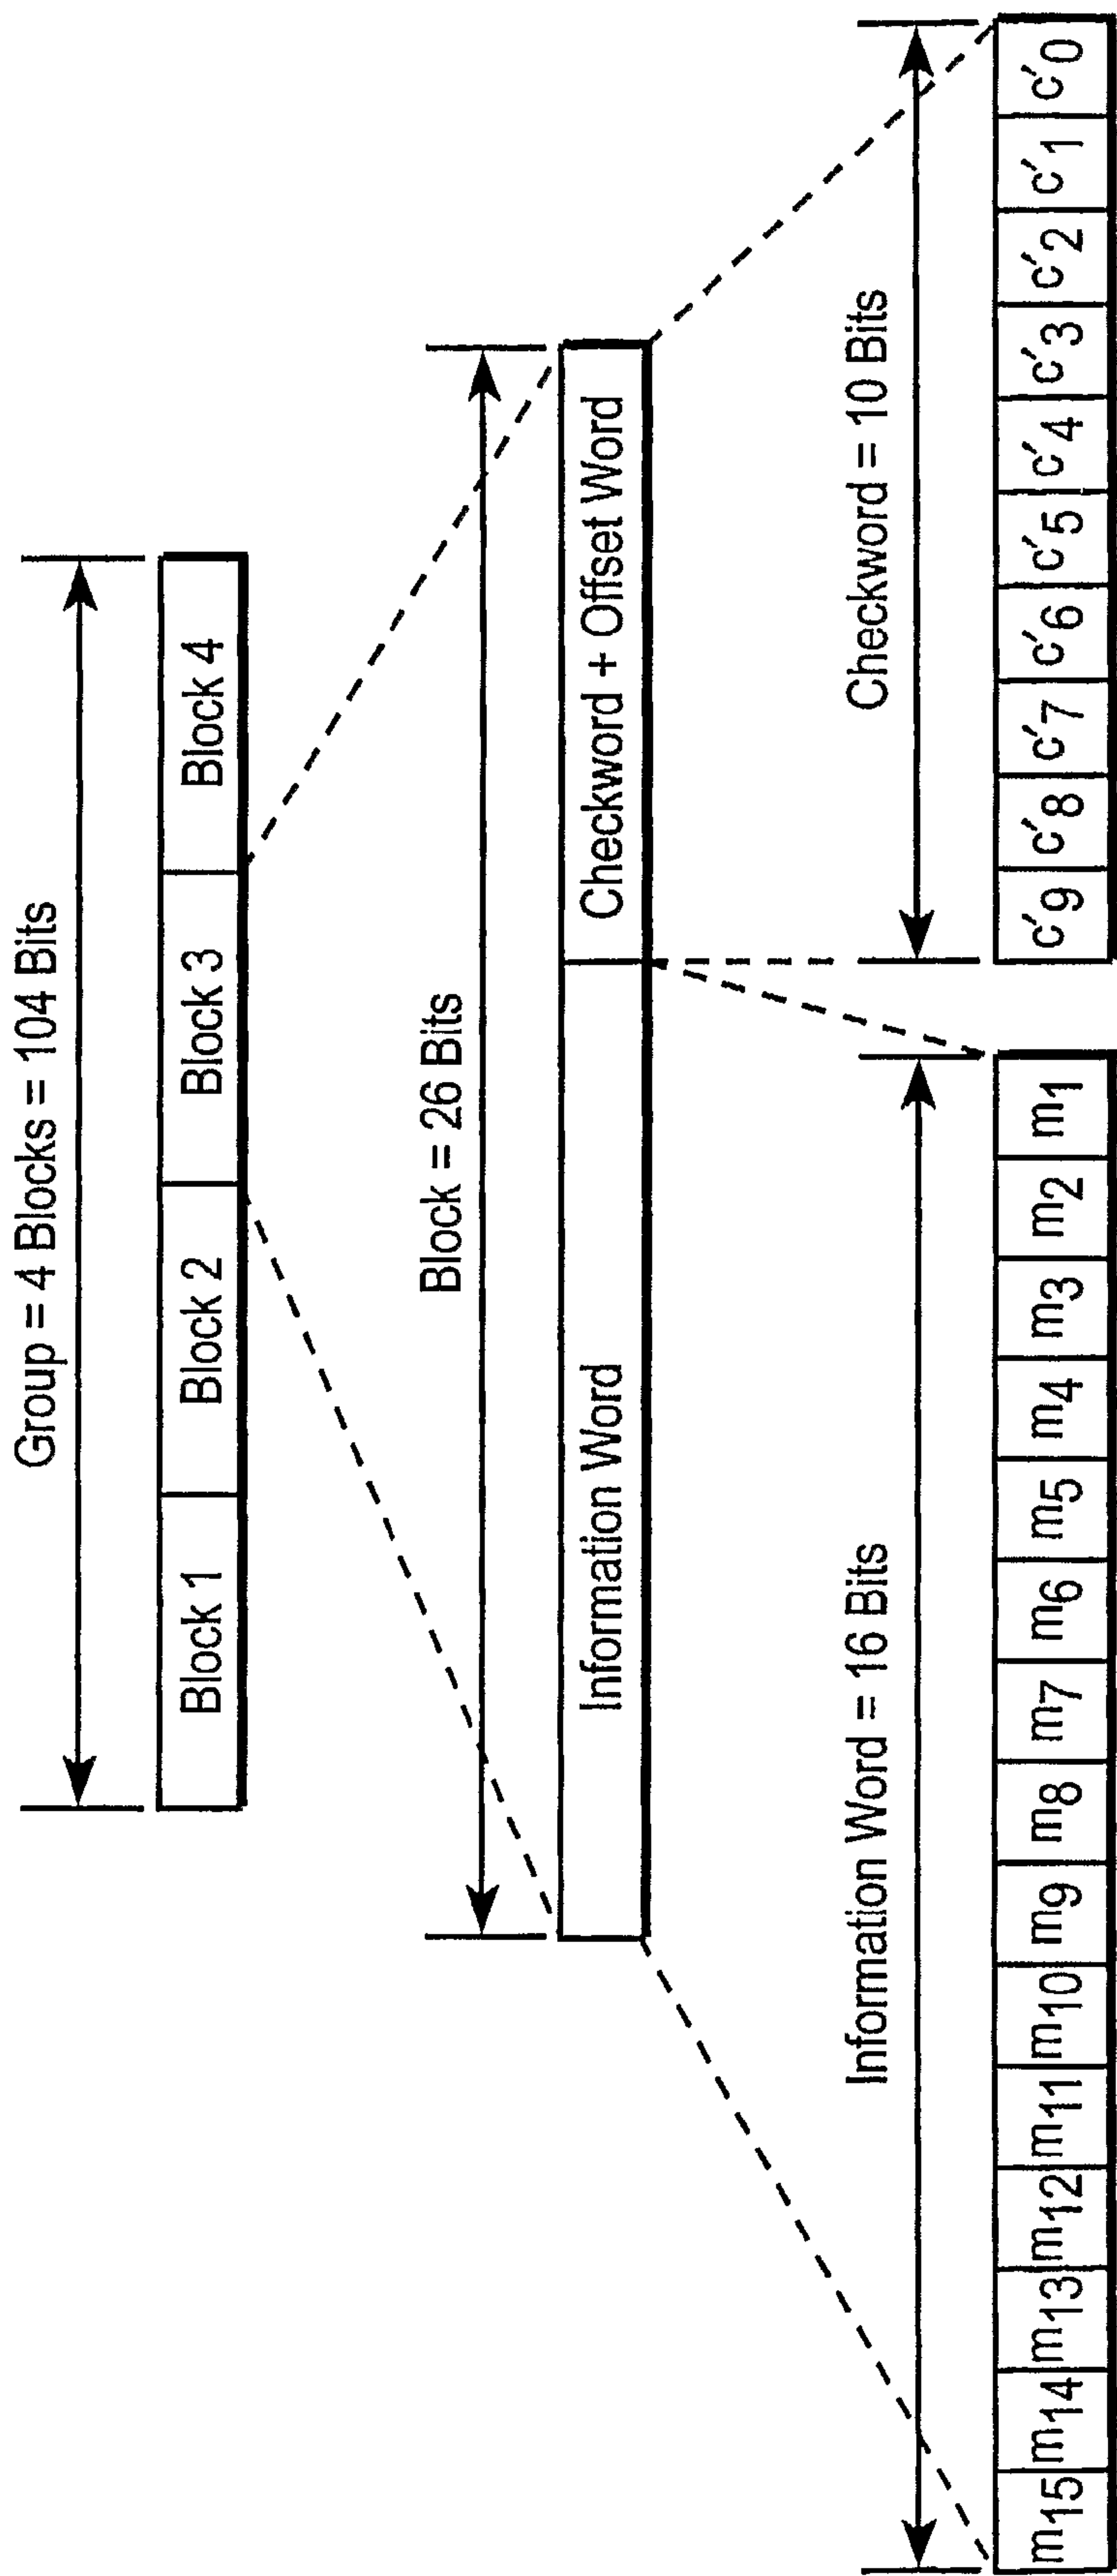 Group = 4 Blocks = 104 Bits
Block 1 Block 2 Block 3 Block 4
Block = 26 Bits
Information Word Checkword + Offset Word
Information Word = 16 Bits Checkword = 10 Bits
m15 m14 m13 m12 m11 m10 m9 m8 m7 m6 m5 m4 m3 m2 m1 c'9 c'8 c'7 c'6 c'5 c'4 c'3 c'2 c'1 c'0